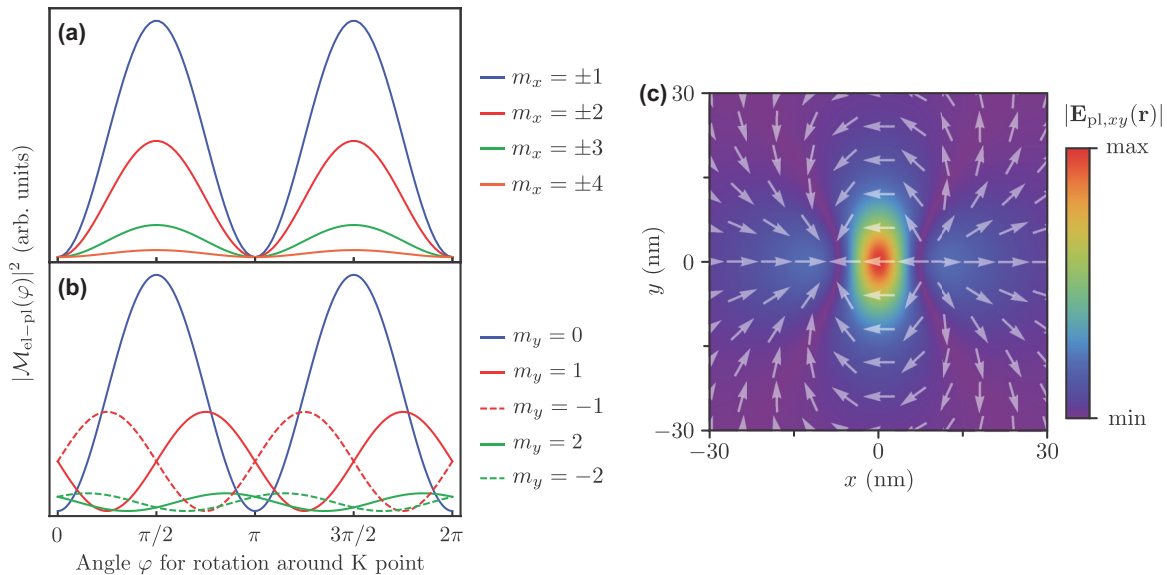 (a)
m_x = ±1
m_x = ±2
m_x = ±3
m_x = ±4
|M_el−pl(φ)|² (arb. units)
(b)
m_y = 0
m_y = 1
m_y = −1
m_y = 2
m_y = −2
0
π/2
π
3π/2
2π
Angle φ for rotation around K point
(c)
30
0
−30
y (nm)
−30
0
30
x (nm)
|E_pl,xy(r)|
max
min